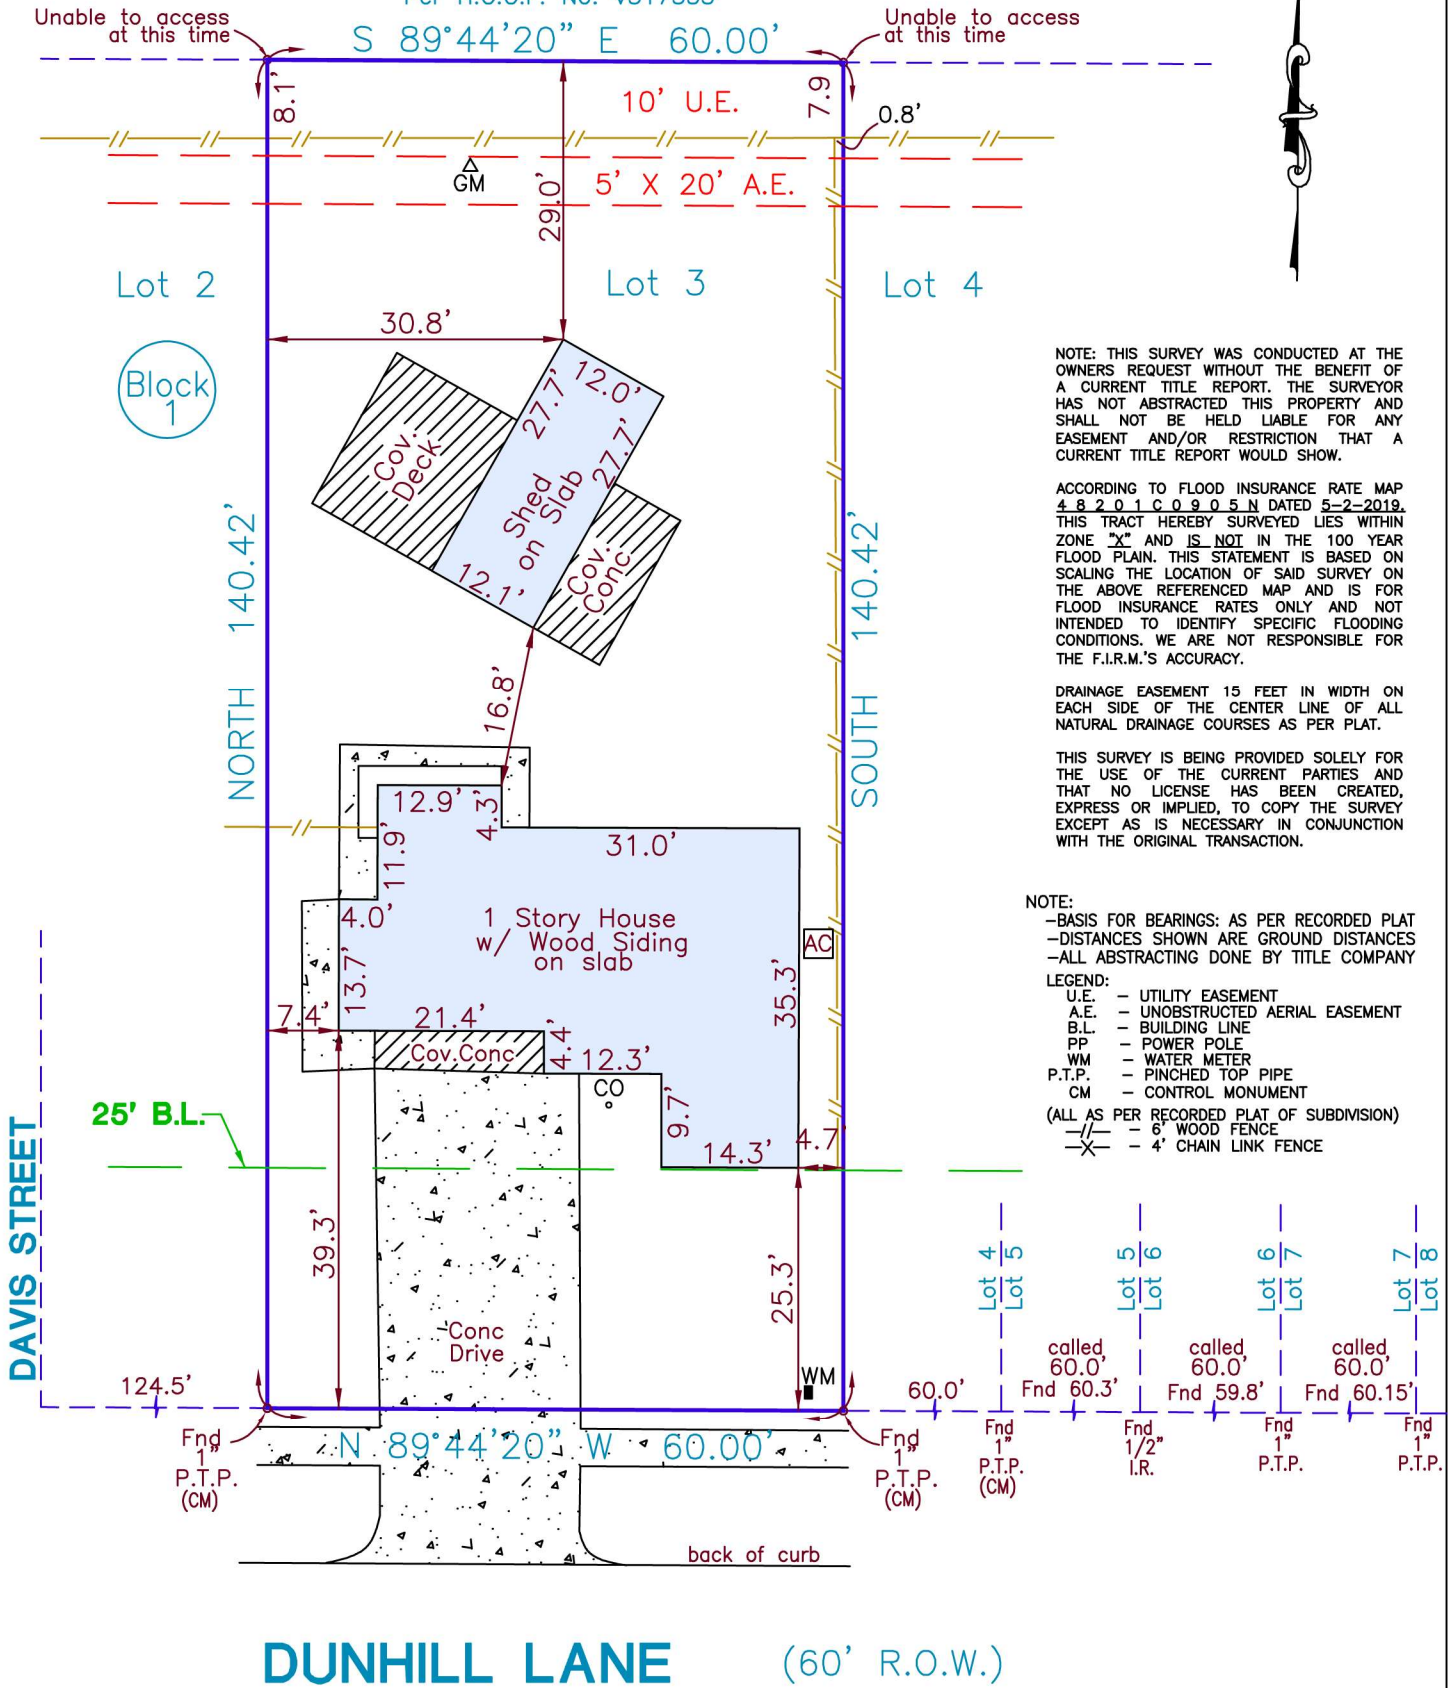 Unable to access
at this time
S 89°44'20" E 60.00'
Unable to access
at this time
8.1'
10' U.E.
7.9
0.8'
GM
5' X 20' A.E.
29.0'
Lot 2
Lot 3
Lot 4
30.8'
Block
1
12.0'
27.7'
27.7'
Cov.
Deck
Shed
on Slab
12.1'
Cov.
Conc
NORTH 140.42'
SOUTH 140.42'
16.8'
12.9'
4.3'
11.9'
31.0'
4.0'
1 Story House
w/ Wood Siding
on slab
AC
13.7'
35.3'
7.4'
21.4'
Cov.Conc
4.4'
12.3'
CO
9.7'
14.3'
4.7'
25' B.L.
39.3'
25.3'
Conc
Drive
WM
DAVIS STREET
124.5'
60.0'
Fnd
1"
P.T.P.
(CM)
N 89°44'20" W 60.00'
Fnd
1"
P.T.P.
(CM)
back of curb
DUNHILL LANE (60' R.O.W.)
NOTE: THIS SURVEY WAS CONDUCTED AT THE
OWNERS REQUEST WITHOUT THE BENEFIT OF
A CURRENT TITLE REPORT. THE SURVEYOR
HAS NOT ABSTRACTED THIS PROPERTY AND
SHALL NOT BE HELD LIABLE FOR ANY
EASEMENT AND/OR RESTRICTION THAT A
CURRENT TITLE REPORT WOULD SHOW.
ACCORDING TO FLOOD INSURANCE RATE MAP
4 8 2 0 1 C 0 9 0 5 N DATED 5-2-2019.
THIS TRACT HEREBY SURVEYED LIES WITHIN
ZONE "X" AND IS NOT IN THE 100 YEAR
FLOOD PLAIN. THIS STATEMENT IS BASED ON
SCALING THE LOCATION OF SAID SURVEY ON
THE ABOVE REFERENCED MAP AND IS FOR
FLOOD INSURANCE RATES ONLY AND NOT
INTENDED TO IDENTIFY SPECIFIC FLOODING
CONDITIONS. WE ARE NOT RESPONSIBLE FOR
THE F.I.R.M.'S ACCURACY.
DRAINAGE EASEMENT 15 FEET IN WIDTH ON
EACH SIDE OF THE CENTER LINE OF ALL
NATURAL DRAINAGE COURSES AS PER PLAT.
THIS SURVEY IS BEING PROVIDED SOLELY FOR
THE USE OF THE CURRENT PARTIES AND
THAT NO LICENSE HAS BEEN CREATED,
EXPRESS OR IMPLIED, TO COPY THE SURVEY
EXCEPT AS IS NECESSARY IN CONJUNCTION
WITH THE ORIGINAL TRANSACTION.
NOTE:
-BASIS FOR BEARINGS: AS PER RECORDED PLAT
-DISTANCES SHOWN ARE GROUND DISTANCES
-ALL ABSTRACTING DONE BY TITLE COMPANY
LEGEND:
U.E. - UTILITY EASEMENT
A.E. - UNOBSTRUCTED AERIAL EASEMENT
B.L. - BUILDING LINE
PP - POWER POLE
WM - WATER METER
P.T.P. - PINCHED TOP PIPE
CM - CONTROL MONUMENT
(ALL AS PER RECORDED PLAT OF SUBDIVISION)
—//— - 6' WOOD FENCE
—X— - 4' CHAIN LINK FENCE
Lot 4
Lot 5
Lot 5
Lot 6
Lot 6
Lot 7
Lot 7
Lot 8
called
60.0'
Fnd 60.3'
called
60.0'
Fnd 59.8'
called
60.0'
Fnd 60.15'
Fnd
1"
P.T.P.
(CM)
Fnd
1/2"
I.R.
Fnd
1"
P.T.P.
Fnd
1"
P.T.P.